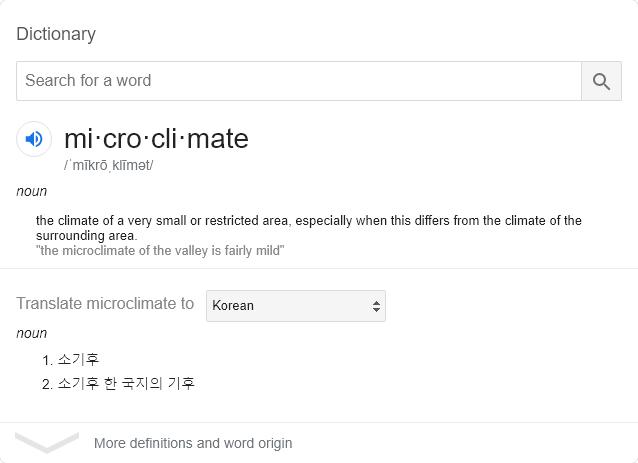 Dictionary
Search for a word
mi·cro·cli·mate
/ˈmīkrōˌklīmət/
noun
the climate of a very small or restricted area, especially when this differs from the climate of the
surrounding area.
"the microclimate of the valley is fairly mild"
Translate microclimate to Korean
noun
1. 소기후
2. 소기후 한 국지의 기후
More definitions and word origin